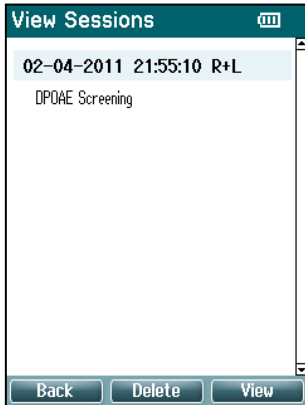 View Sessions
02-04-2011 21:55:10 R+L
DPOAE Screening
Back Delete View